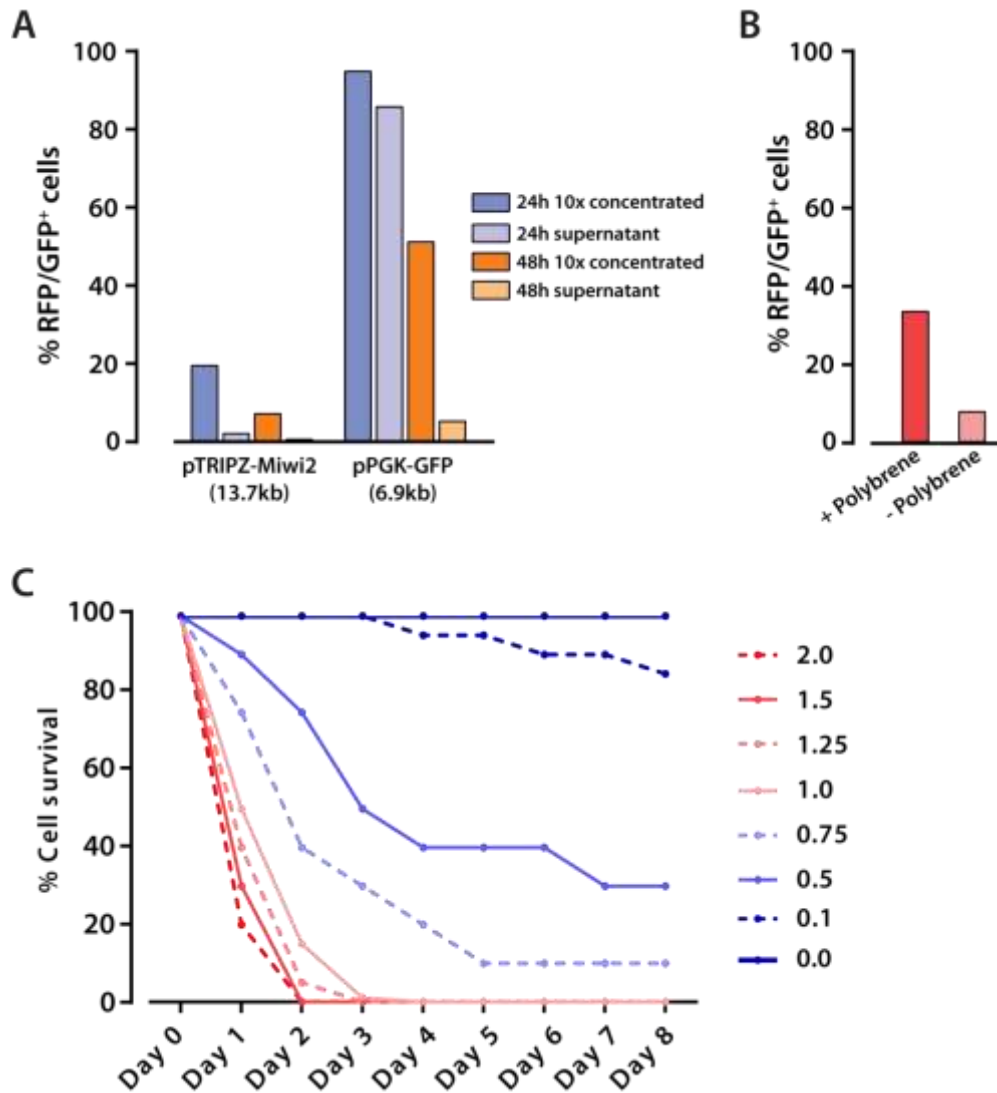 A
% RFP/GFP⁺ cells
100
80
60
40
20
0
pTRIPZ-Miwi2
(13.7kb)
pPGK-GFP
(6.9kb)
24h 10x concentrated
24h supernatant
48h 10x concentrated
48h supernatant
B
% RFP/GFP⁺ cells
100
80
60
40
20
0
+ Polybrene
- Polybrene
C
% Cell survival
100
80
60
40
20
0
Day 0
Day 1
Day 2
Day 3
Day 4
Day 5
Day 6
Day 7
Day 8
2.0
1.5
1.25
1.0
0.75
0.5
0.1
0.0